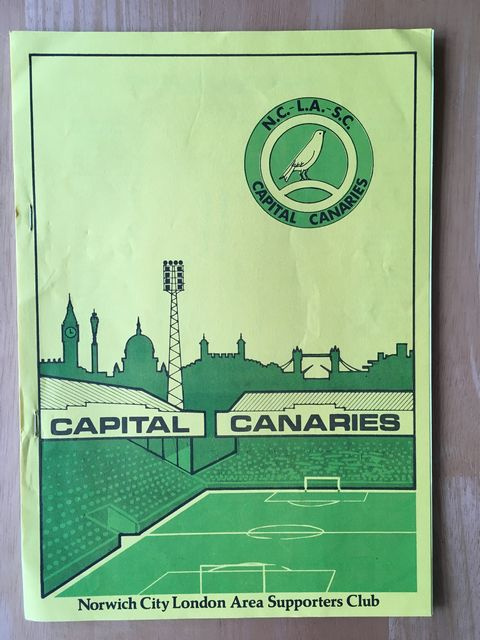 N.C.-L.A.-S.C.
CAPITAL CANARIES
CAPITAL CANARIES
Norwich City London Area Supporters Club